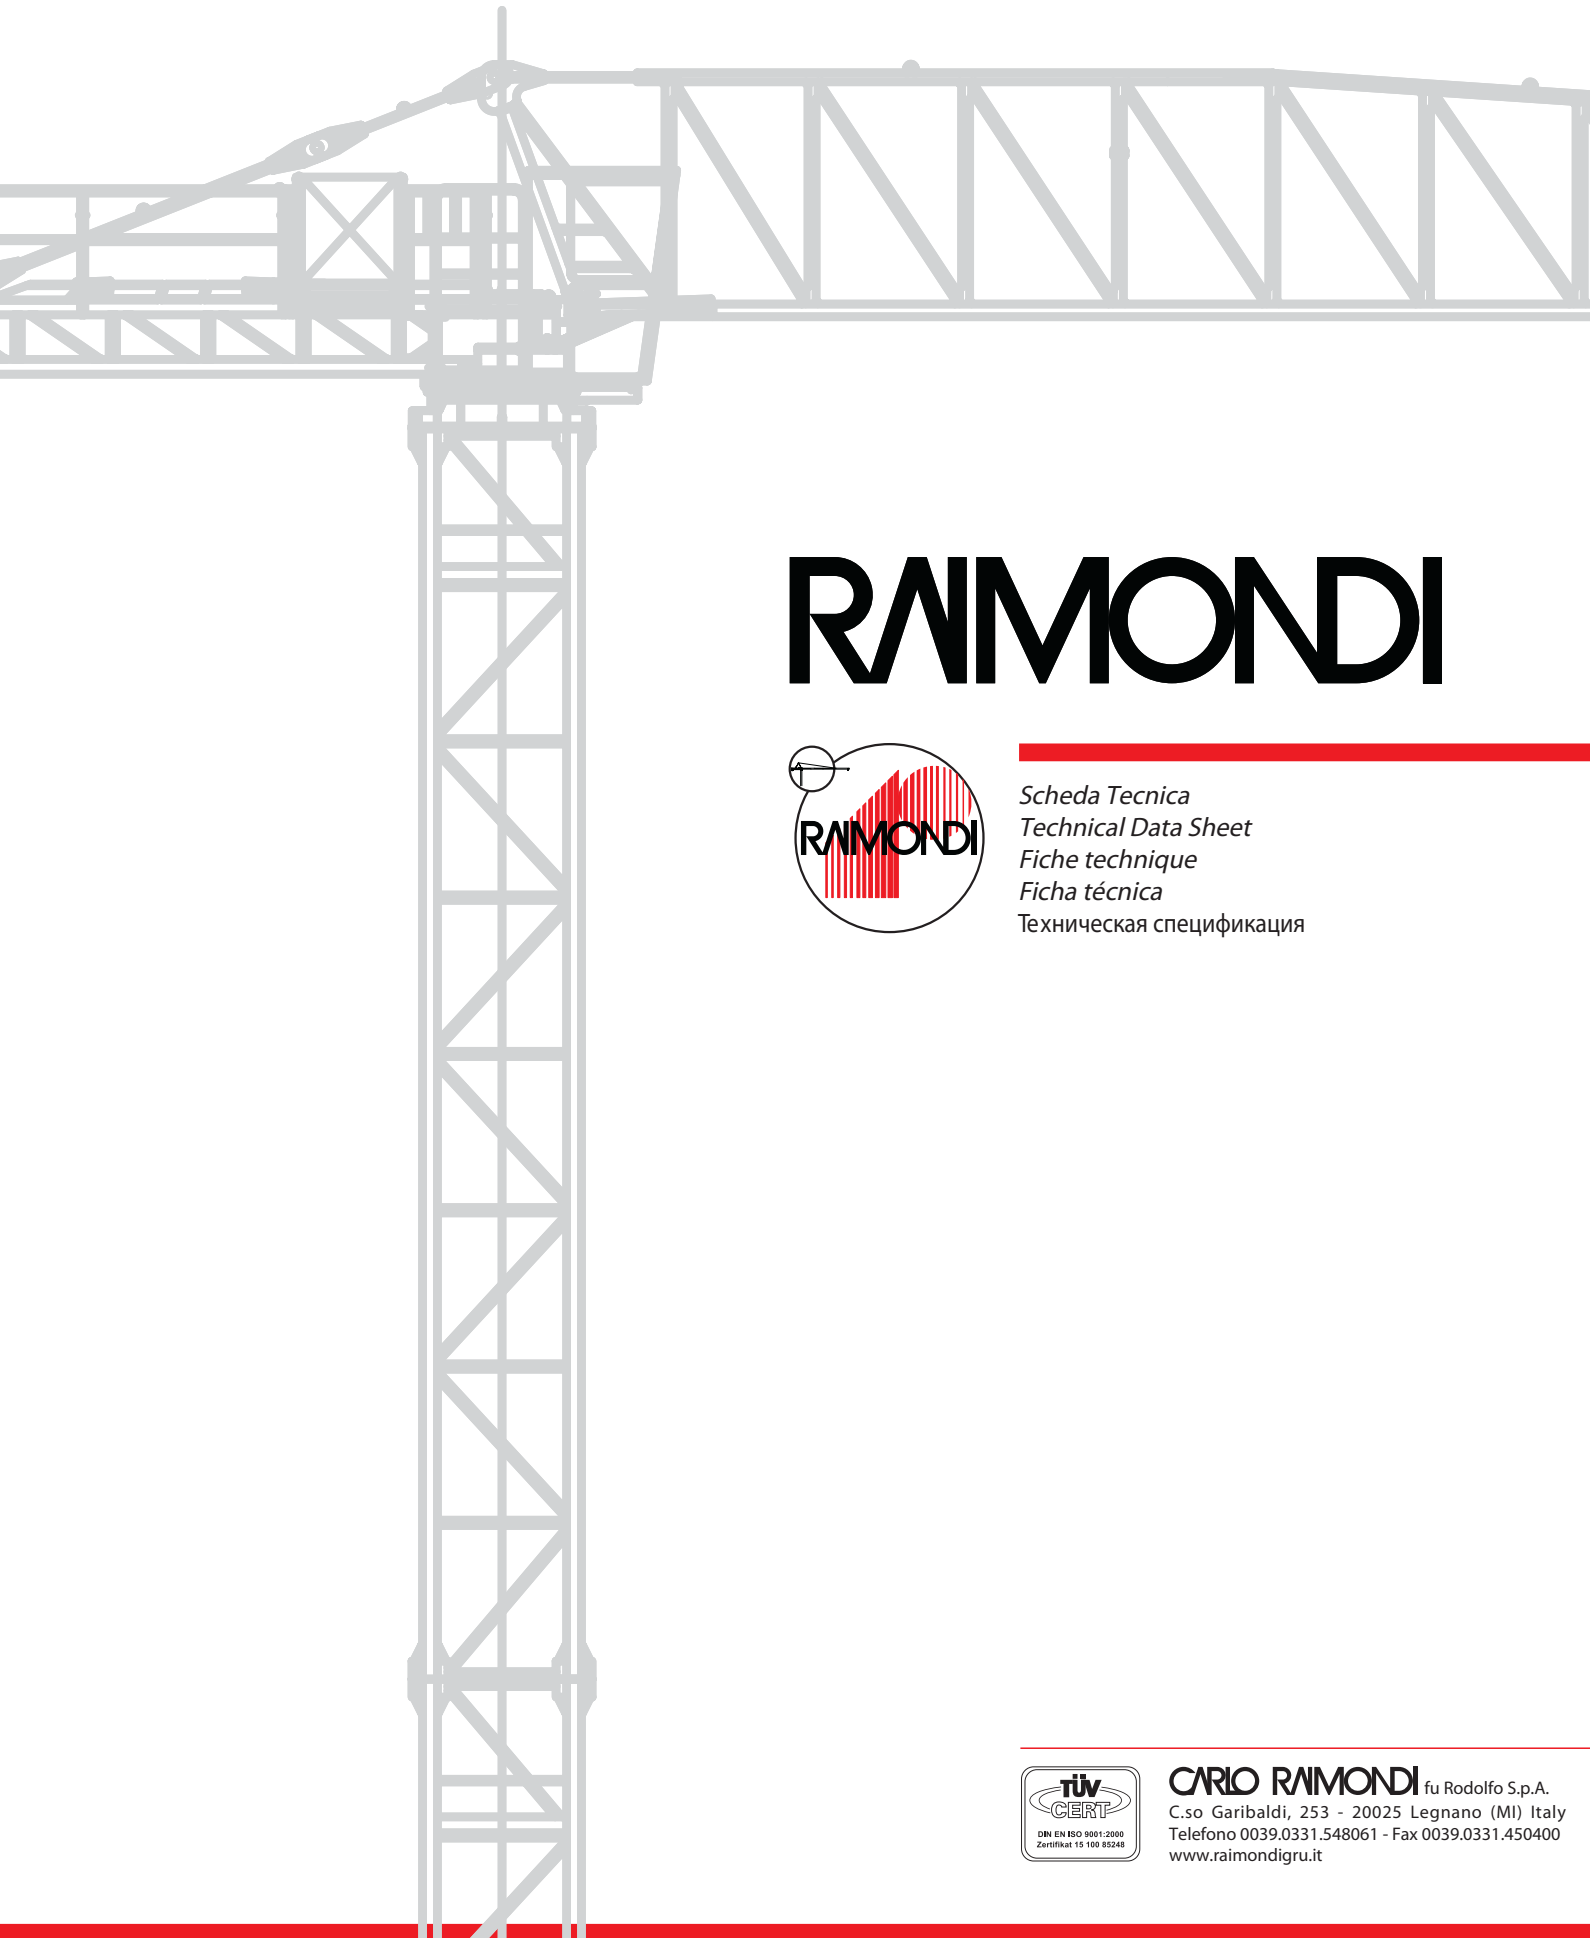 RAIMONDI
RAIMONDI
Scheda Tecnica
Technical Data Sheet
Fiche technique
Ficha técnica
Техническая спецификация
TÜV
CERT
DIN EN ISO 9001:2000
Zertifikat 15 100 85248
CARLO RAIMONDI fu Rodolfo S.p.A.
C.so Garibaldi, 253 - 20025 Legnano (MI) Italy
Telefono 0039.0331.548061 - Fax 0039.0331.450400
www.raimondigru.it